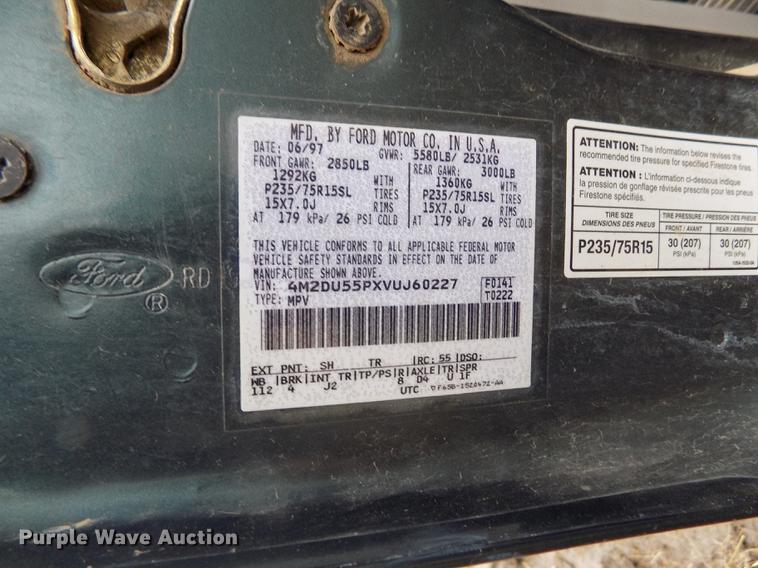 MFD. BY FORD MOTOR CO. IN U.S.A.
DATE: 06/97 GVWR: 5580LB/ 2531KG
FRONT GAWR: 2850LB REAR GAWR: 3000LB
1292KG WITH 1360KG WITH
P235/75R15SL TIRES P235/75R15SL TIRES
15X7.0J RIMS 15X7.0J RIMS
AT 179 kPa/ 26 PSI COLD AT 179 kPa/ 26 PSI COLD
THIS VEHICLE CONFORMS TO ALL APPLICABLE FEDERAL MOTOR
VEHICLE SAFETY STANDARDS IN EFFECT ON THE DATE OF
MANUFACTURE SHOWN ABOVE
VIN: 4M2DU55PXVUJ60227 F0141
TYPE: MPV T0222
EXT PNT: SH TR |RC: 55 |DSO:
WB |BRK|INT TR|TP/PS|R|AXLE|TR|SPR
112 4 J2 8 D4 U 1F
UTC
Ford RD
®
ATTENTION: The information below revises the
recommended tire pressure for specified Firestone tires.
ATTENTION: L'information ci-dessous indique
la pression de gonflage révisée prescrite pour les pneus
Firestone spécifiés.
TIRE SIZE TIRE PRESSURE / PRESSION DES PNEUS
DIMENSIONS DES PNEUS FRONT / AVANT REAR / ARRIÈRE
P235/75R15 30 (207) 30 (207)
PSI (kPa) PSI (kPa)
Purple Wave Auction